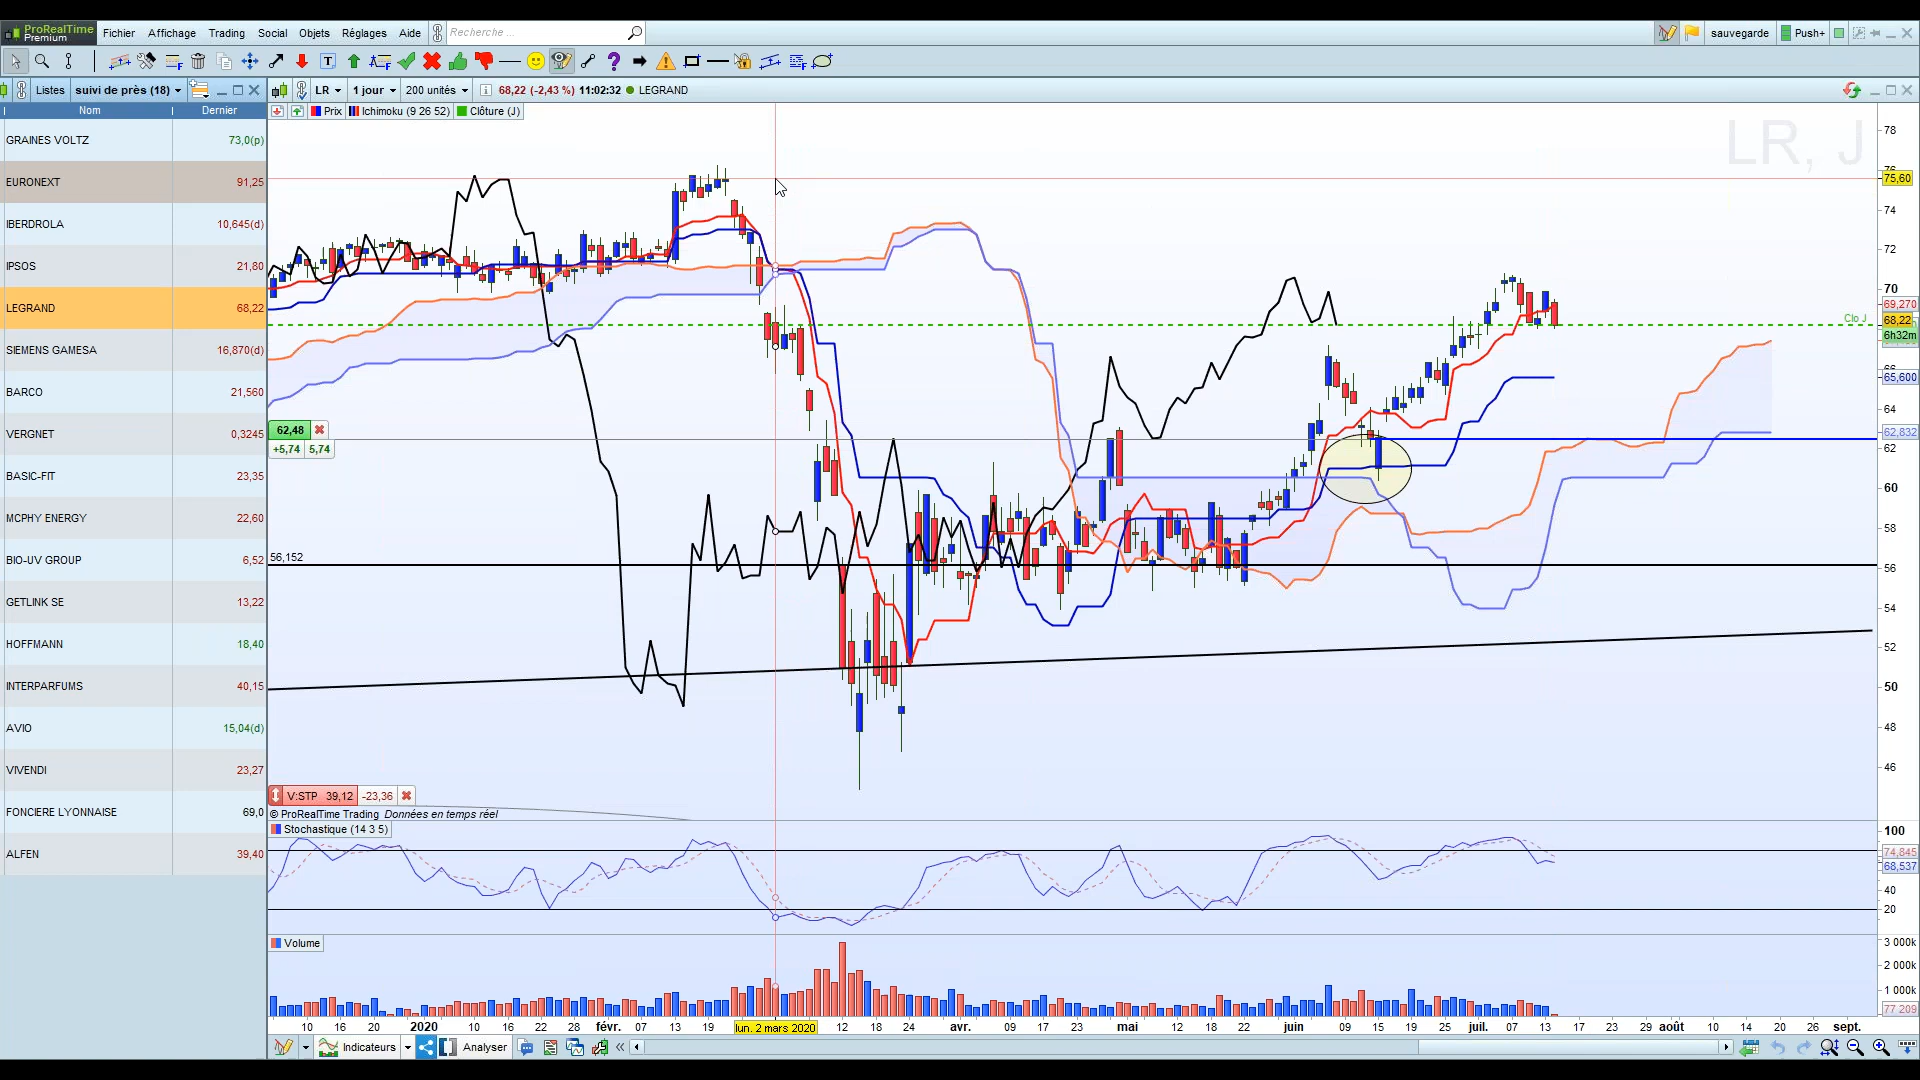 ProRealTime
Premium
Fichier Affichage Trading Social Objets Réglages Aide Recherche ... sauvegarde Push+
Listes suivi de près (18) LR 1 jour 200 unités 68,22 (-2,43 %) 11:02:32 LEGRAND
Nom Dernier
GRAINES VOLTZ 73,0(p)
EURONEXT 91,25
IBERDROLA 10,645(d)
IPSOS 21,80
LEGRAND 68,22
SIEMENS GAMESA 16,870(d)
BARCO 21,560
VERGNET 0,3245
BASIC-FIT 23,35
MCPHY ENERGY 22,60
BIO-UV GROUP 6,52
GETLINK SE 13,22
HOFFMANN 18,40
INTERPARFUMS 40,15
AVIO 15,04(d)
VIVENDI 23,27
FONCIERE LYONNAISE 69,0
ALFEN 39,40
Prix Ichimoku (9 26 52) Clôture (J)
LR, J
78
75,60
74
72
70
69,270
Clo J
68,22
6h32m
65,600
64
62,832
62
60
58
56
54
52
50
48
46
62,48
+5,74 5,74
56,152
V:STP 39,12 -23,36
© ProRealTime Trading Données en temps réel
Stochastique (14 3 5)
100
74,845
68,537
40
20
Volume
3 000k
2 000k
1 000k
77 209
10 16 20 2020 10 16 22 28 févr. 07 13 19 lun. 2 mars 2020 12 18 24 avr. 09 17 23 mai 12 18 22 juin 09 15 19 25 juil. 07 13 17 23 29 août 10 14 20 26 sept.
Indicateurs Analyser